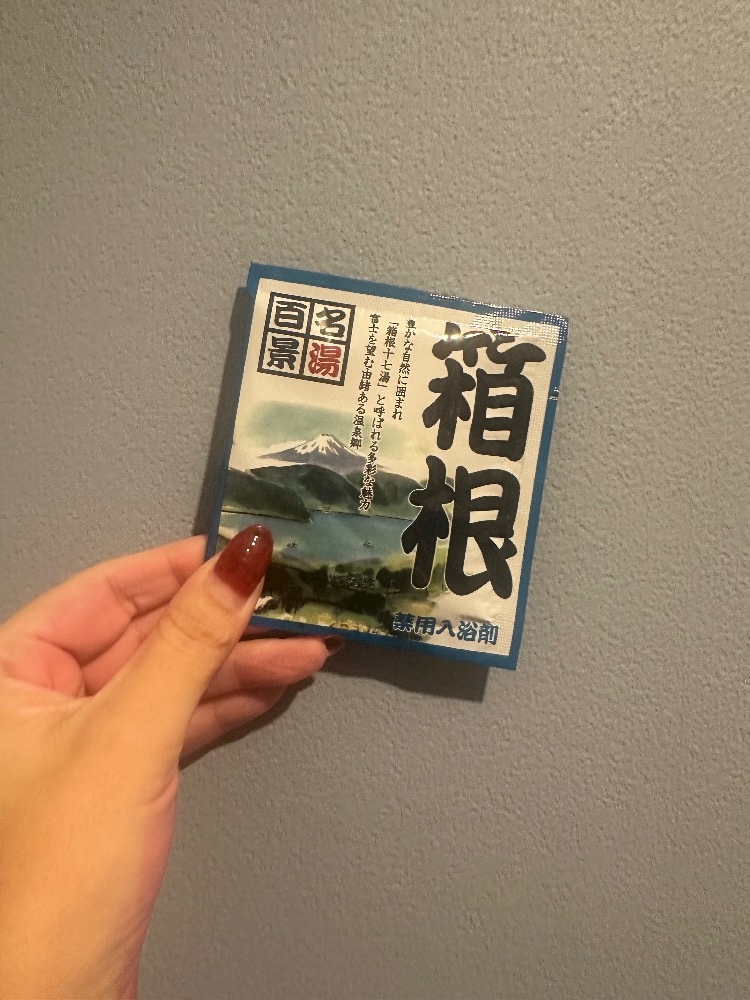 箱根
豊かな自然に囲まれ
「箱根十七湯」と呼ばれる多彩な魅力
富士を望む由緒ある温泉郷
名湯
百景
薬用入浴剤